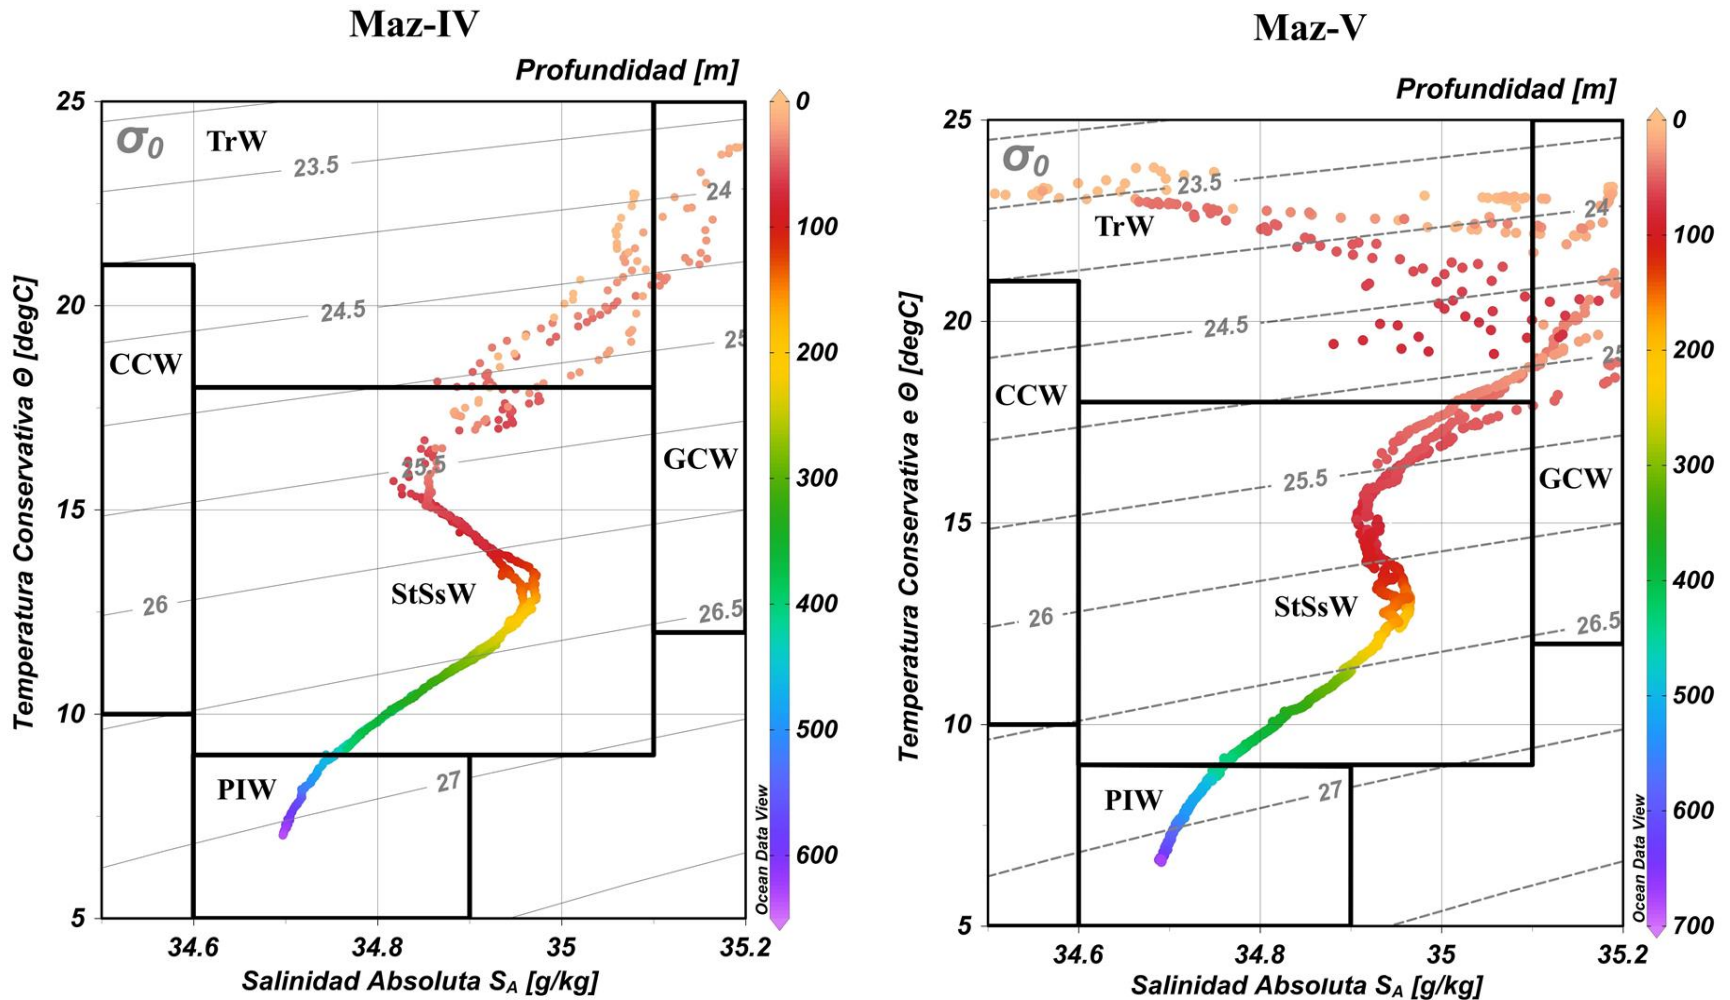 Maz-IV
Profundidad [m]
σ0
TrW
23.5
24
24.5
25
CCW
GCW
25.5
StSsW
26
26.5
PIW
27
25
20
15
10
5
34.6
34.8
35
35.2
Temperatura Conservativa Θ [degC]
Salinidad Absoluta SA [g/kg]
0
100
200
300
400
500
600
Ocean Data View
Maz-V
Profundidad [m]
σ0
23.5
TrW
24
24.5
25
CCW
GCW
25.5
StSsW
26
26.5
PIW
27
25
20
15
10
5
34.6
34.8
35
35.2
Temperatura Conservativa e Θ [degC]
Salinidad Absoluta SA [g/kg]
0
100
200
300
400
500
600
700
Ocean Data View